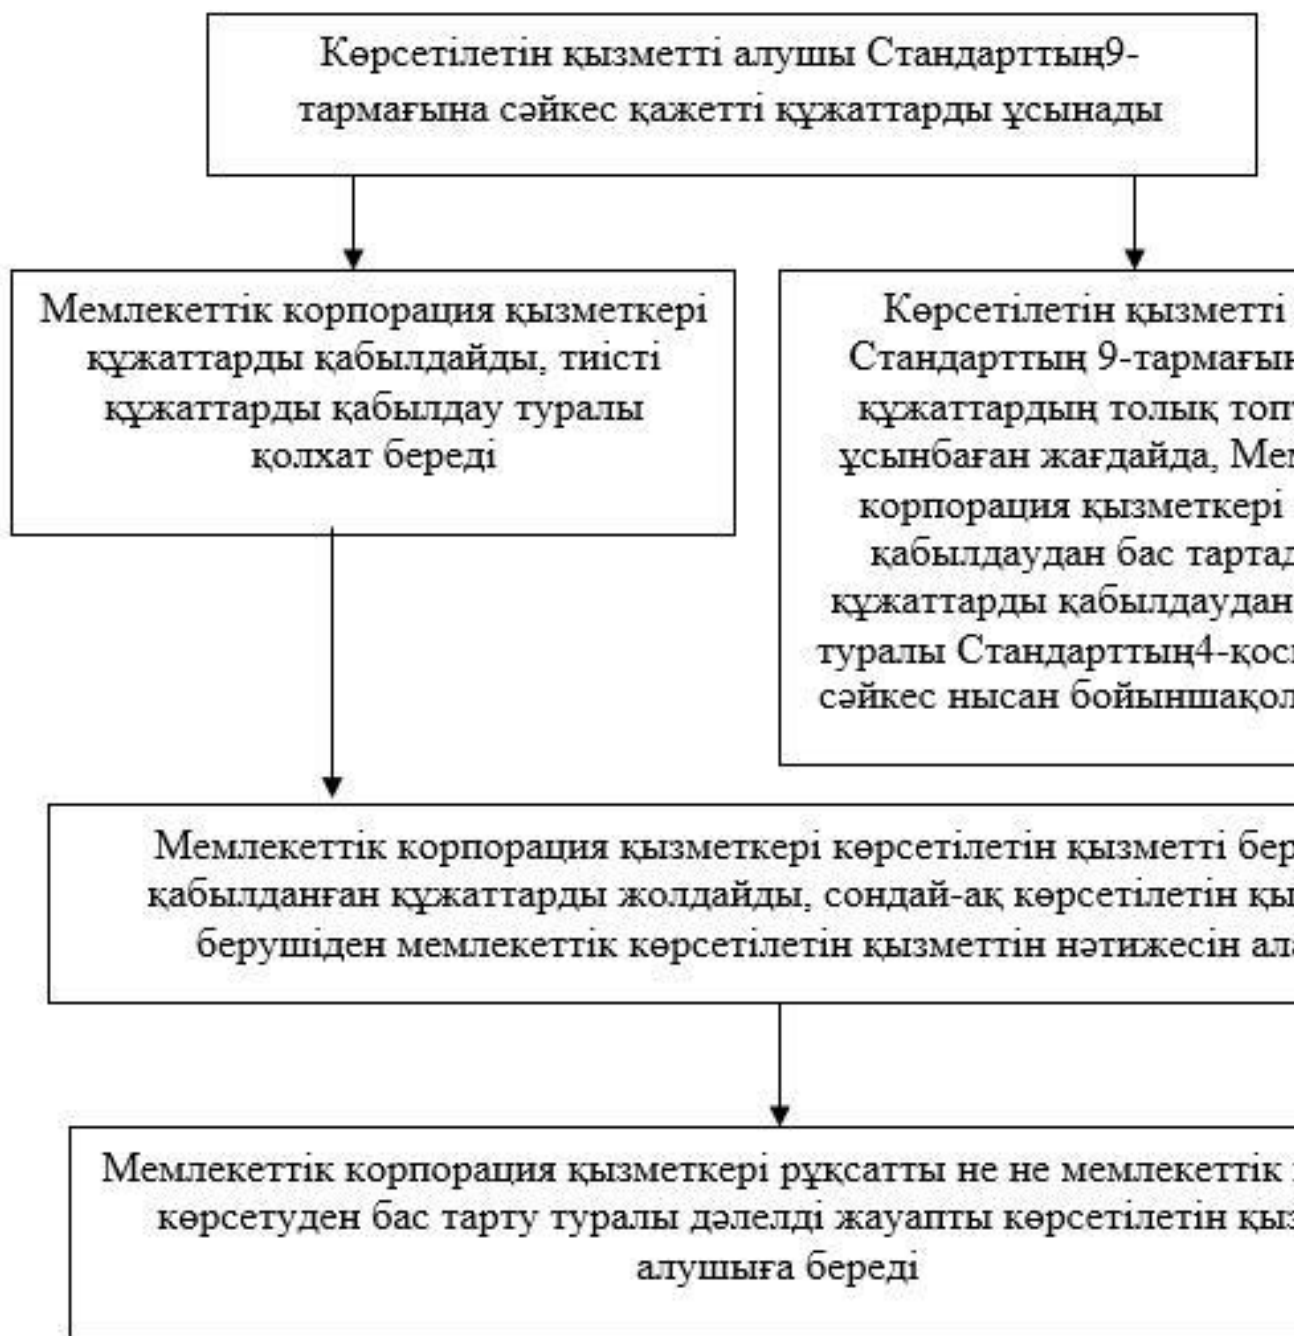 Көрсетілетін қызметті алушы Стандарттың9-
тармағына сәйкес қажетті құжаттарды ұсынады
Мемлекеттік корпорация қызметкері
құжаттарды қабылдайды, тиісті
құжаттарды қабылдау туралы
қолхат береді
Көрсетілетін қызметті
Стандарттың 9-тармағын
құжаттардың толық топ
ұсынбаған жағдайда, Мем
корпорация қызметкері
қабылдаудан бас тартад
құжаттарды қабылдаудан
туралы Стандарттың4-қос
сәйкес нысан бойыншақол
Мемлекеттік корпорация қызметкері көрсетілетін қызметті бер
қабылданған құжаттарды жолдайды, сондай-ақ көрсетілетін қы
берушіден мемлекеттік көрсетілетін қызметтін нәтижесін ала
Мемлекеттік корпорация қызметкері рұқсатты не не мемлекеттік
көрсетуден бас тарту туралы дәлелді жауапты көрсетілетін қыз
алушыға береді